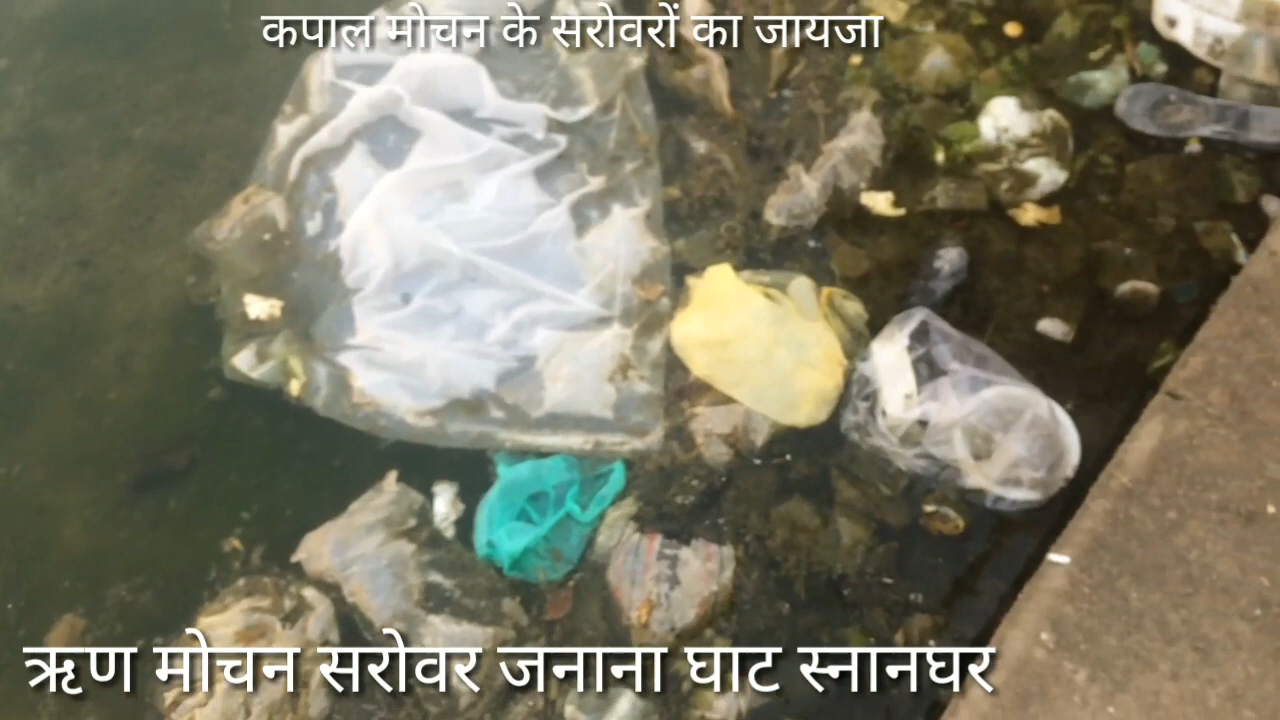 कपाल मोचन के सरोवरों का जायजा
ऋण मोचन सरोवर जनाना घाट स्नानघर